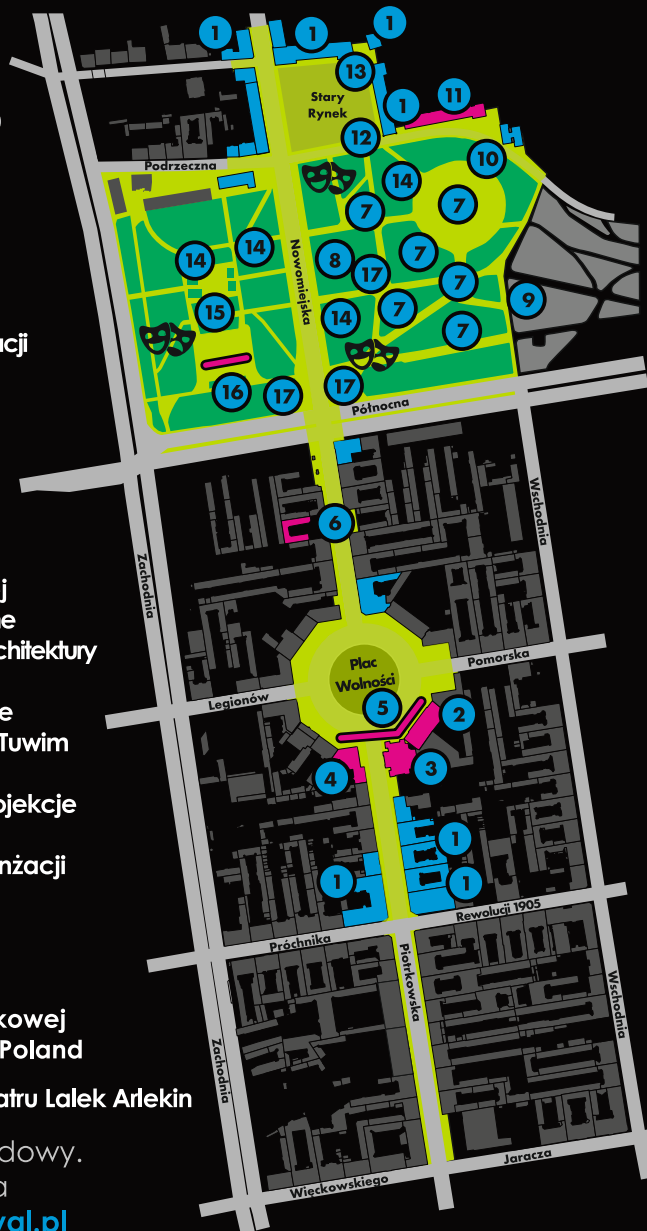 1
1
1
13
Stary
Rynek
1
11
12
Podrzeczna
10
14
7
7
14
14
Nowomiejska
8
7
17
7
9
15
14
7
7
acji
16
17
17
Północna
Wschodnia
6
Zachodnia
j
e
chitektury
Plac
Wolności
Pomorska
Legionów
5
2
e
Tuwim
4
3
ojekcje
1
nżacji
1
1
Rewolucji 1905
Próchnika
Piotrkowska
Wschodnia
kowej
Poland
Zachodnia
atru Lalek Arlekin
dowy.
Jaracza
a
Więckowskiego
val.pl